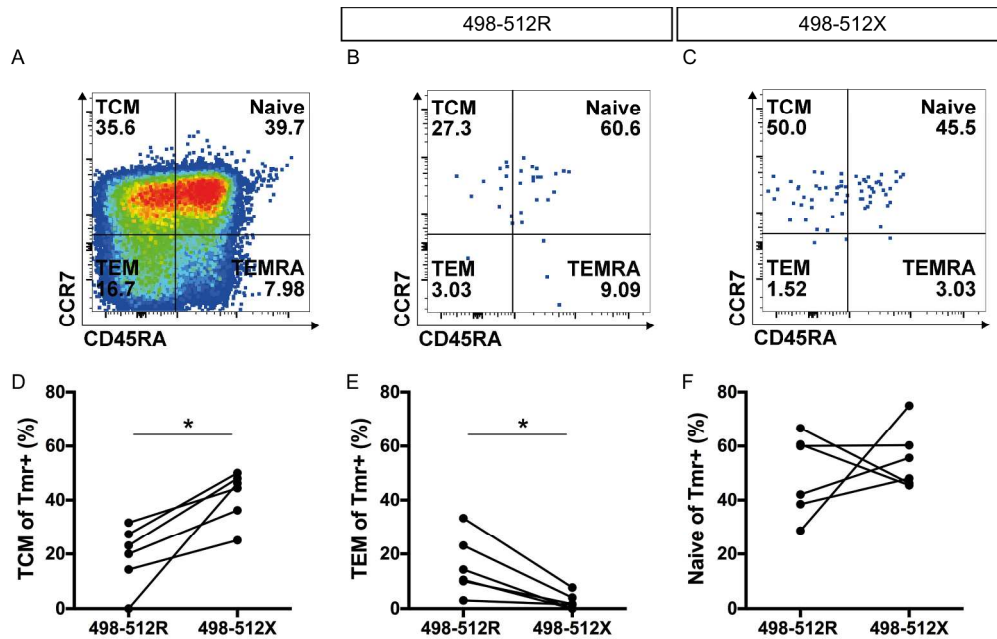 498-512R
498-512X
A
B
C
TCM
35.6
Naive
39.7
TEM
16.7
TEMRA
7.98
CCR7
CD45RA
TCM
27.3
Naive
60.6
TEM
3.03
TEMRA
9.09
CCR7
CD45RA
TCM
50.0
Naive
45.5
TEM
1.52
TEMRA
3.03
CCR7
CD45RA
D
TCM of Tmr+ (%)
80
60
40
20
0
*
498-512R 498-512X
E
TEM of Tmr+ (%)
80
60
40
20
0
*
498-512R 498-512X
F
Naive of Tmr+ (%)
80
60
40
20
0
498-512R 498-512X